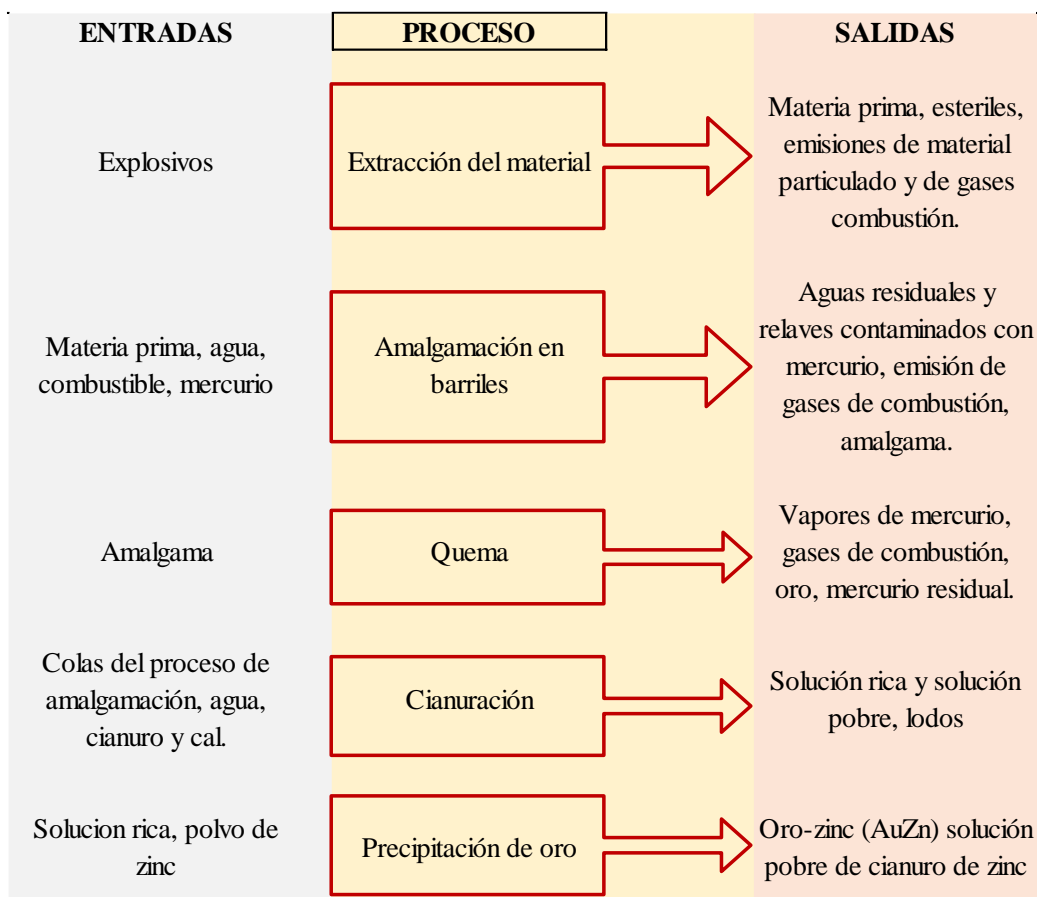 ENTRADAS
PROCESO
SALIDAS
Explosivos
Extracción del material
Materia prima, esteriles,
emisiones de material
particulado y de gases
combustión.
Materia prima, agua,
combustible, mercurio
Amalgamación en
barriles
Aguas residuales y
relaves contaminados con
mercurio, emisión de
gases de combustión,
amalgama.
Amalgama
Quema
Vapores de mercurio,
gases de combustión,
oro, mercurio residual.
Colas del proceso de
amalgamación, agua,
cianuro y cal.
Cianuración
Solución rica y solución
pobre, lodos
Solucion rica, polvo de
zinc
Precipitación de oro
Oro-zinc (AuZn) solución
pobre de cianuro de zinc